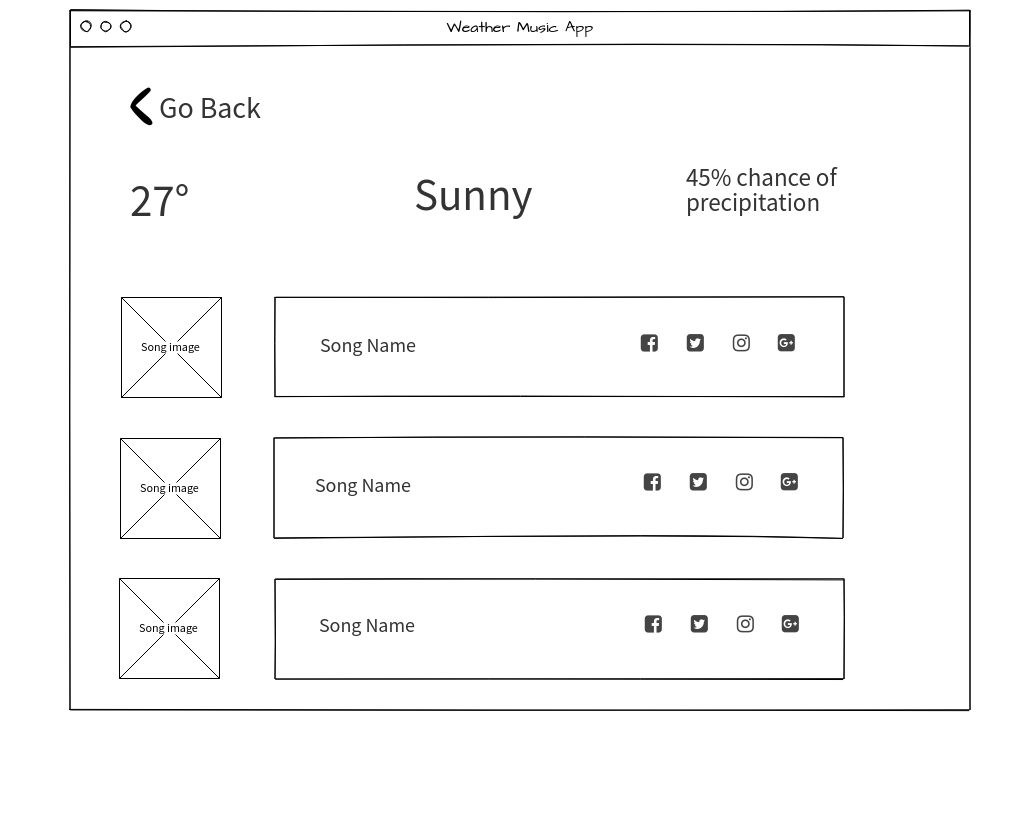 Weather Music App
Go Back
27°
Sunny
45% chance of
precipitation
Song image
Song Name
Song image
Song Name
Song image
Song Name